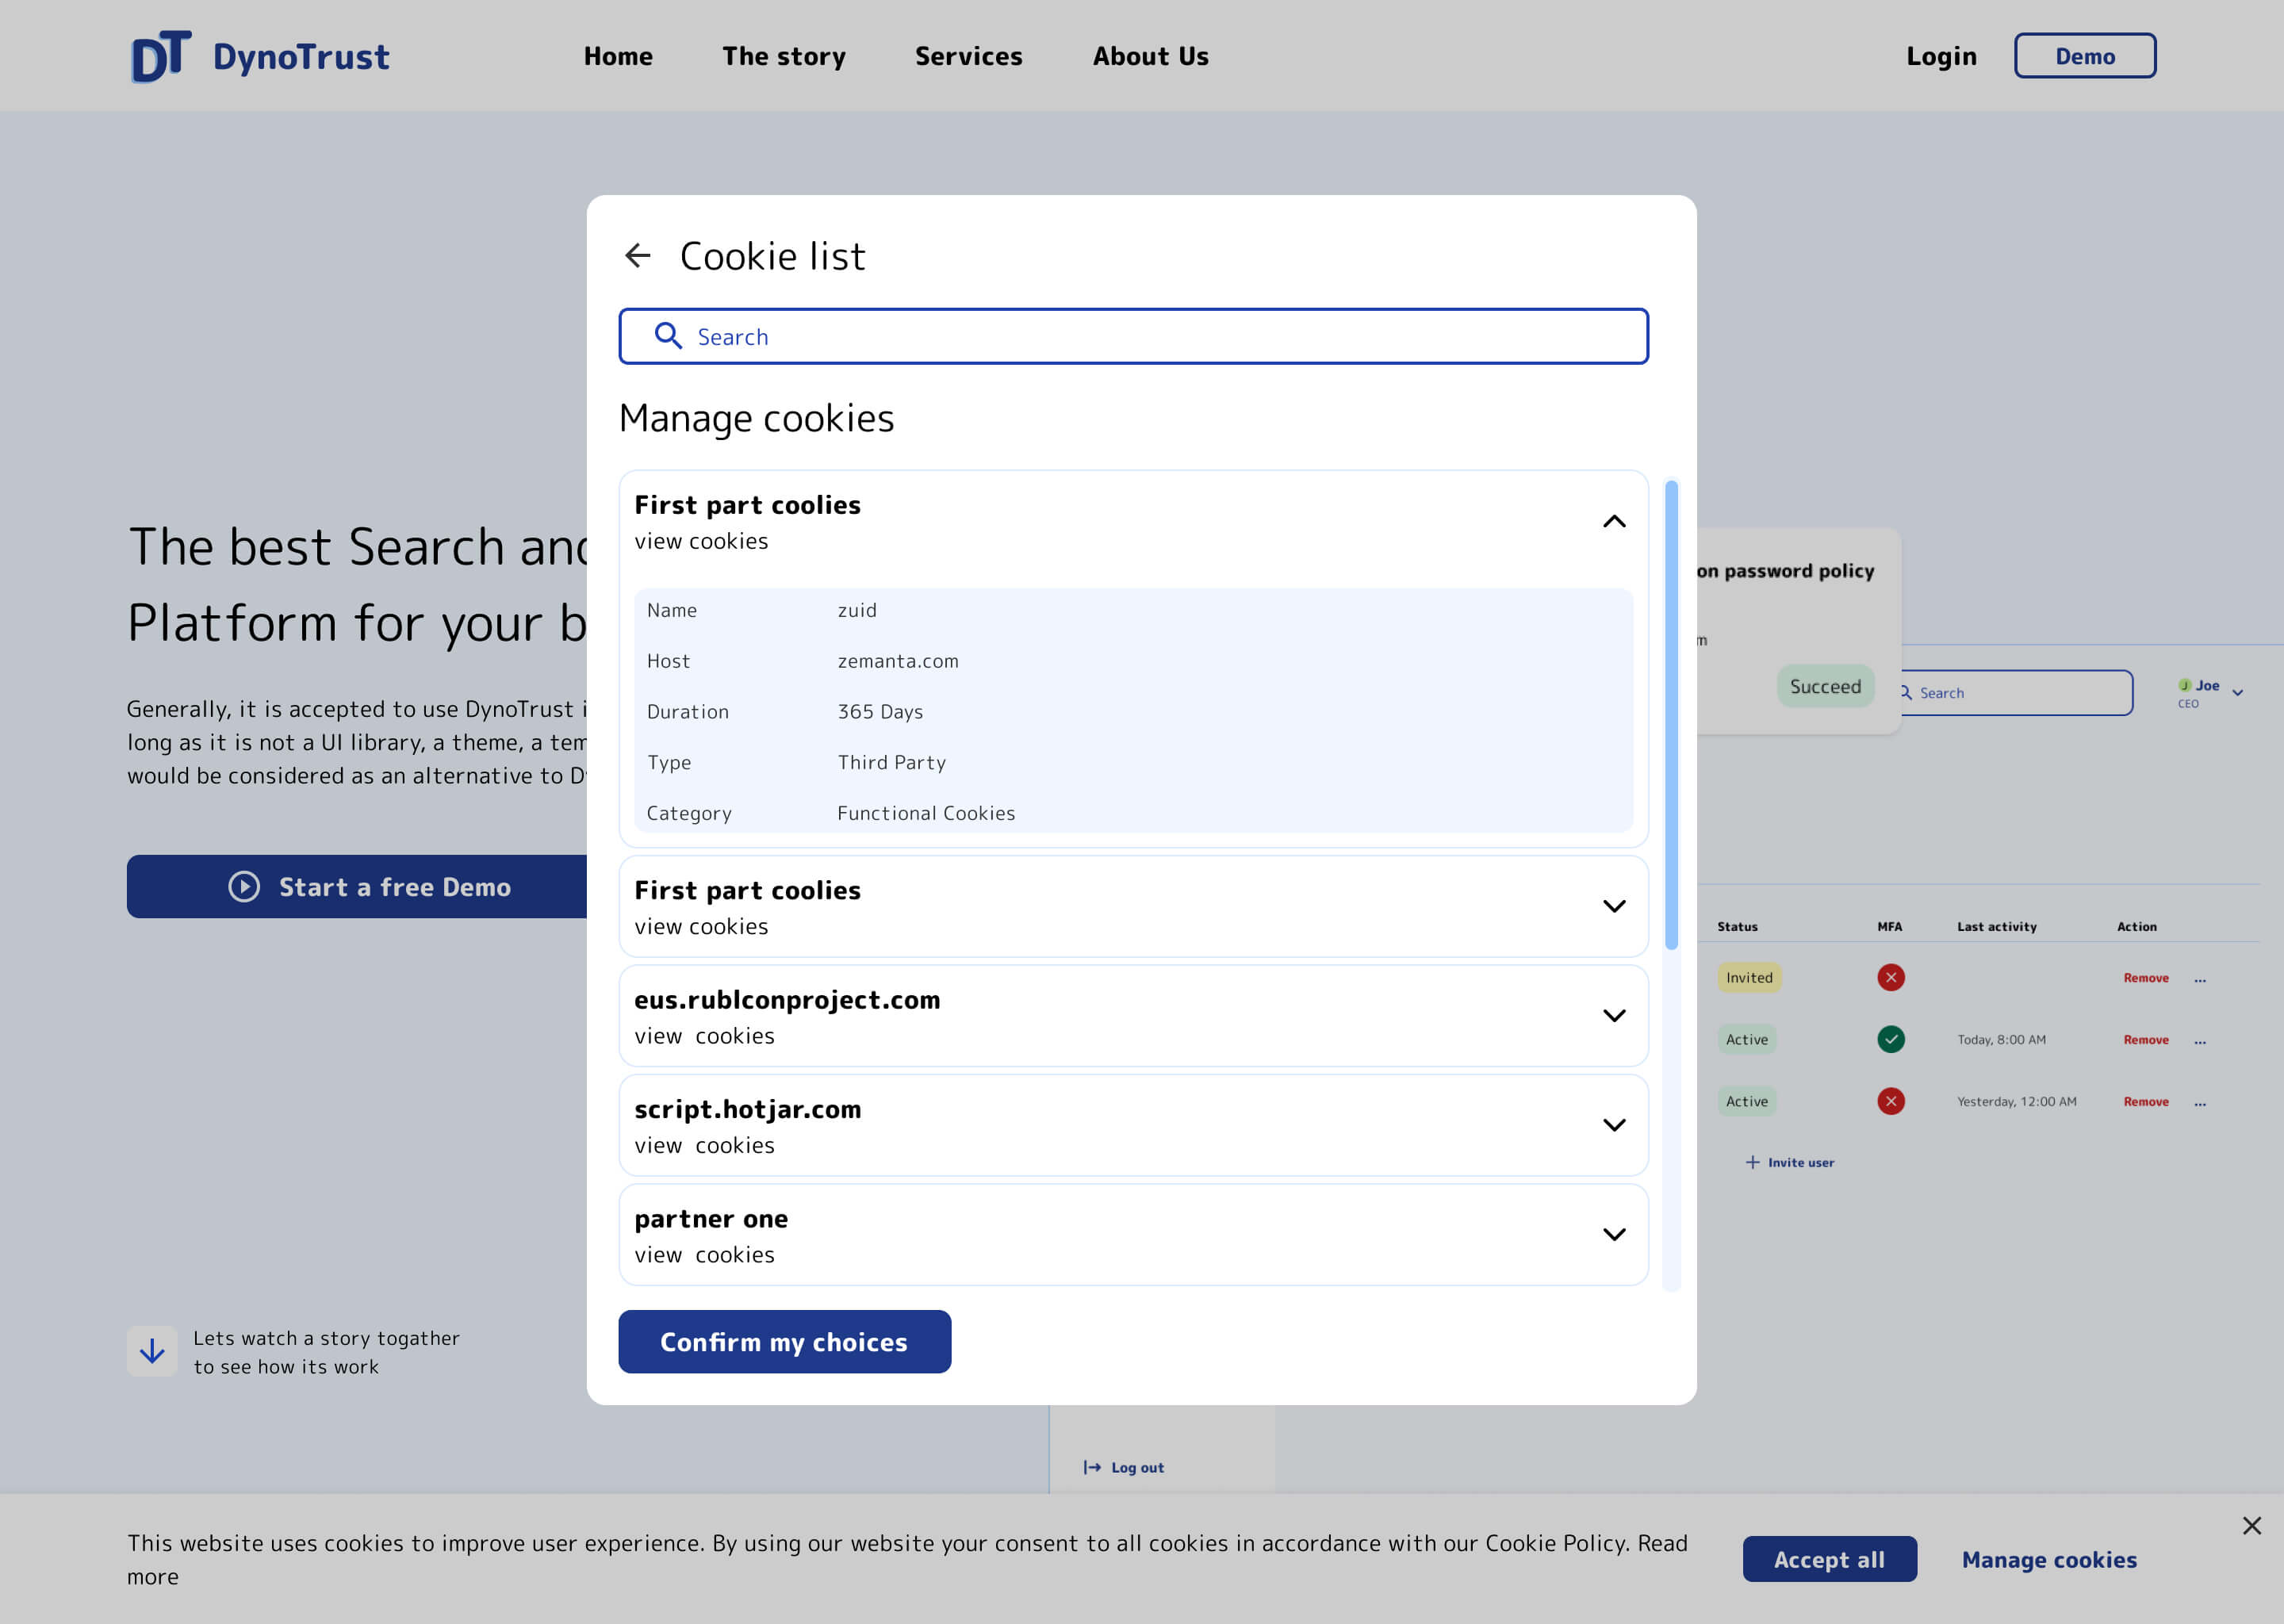 DT DynoTrust Home The story Services About Us Login Demo
Cookie list
Search
Manage cookies
First part coolies
view cookies
Name zuid
Host zemanta.com
Duration 365 Days
Type Third Party
Category Functional Cookies
First part coolies
view cookies
eus.rublconproject.com
view cookies
script.hotjar.com
view cookies
partner one
view cookies
Confirm my choices
The best Search and
Platform for your b
Generally, it is accepted to use DynoTrust i
long as it is not a UI library, a theme, a tem
would be considered as an alternative to Dy
Start a free Demo
Lets watch a story togather
to see how its work
on password policy
m
Succeed
Search
J Joe
CEO
Status MFA Last activity Action
Invited Remove ...
Active Today, 8:00 AM Remove ...
Active Yesterday, 12:00 AM Remove ...
+ Invite user
Log out
This website uses cookies to improve user experience. By using our website your consent to all cookies in accordance with our Cookie Policy. Read
more
Accept all
Manage cookies